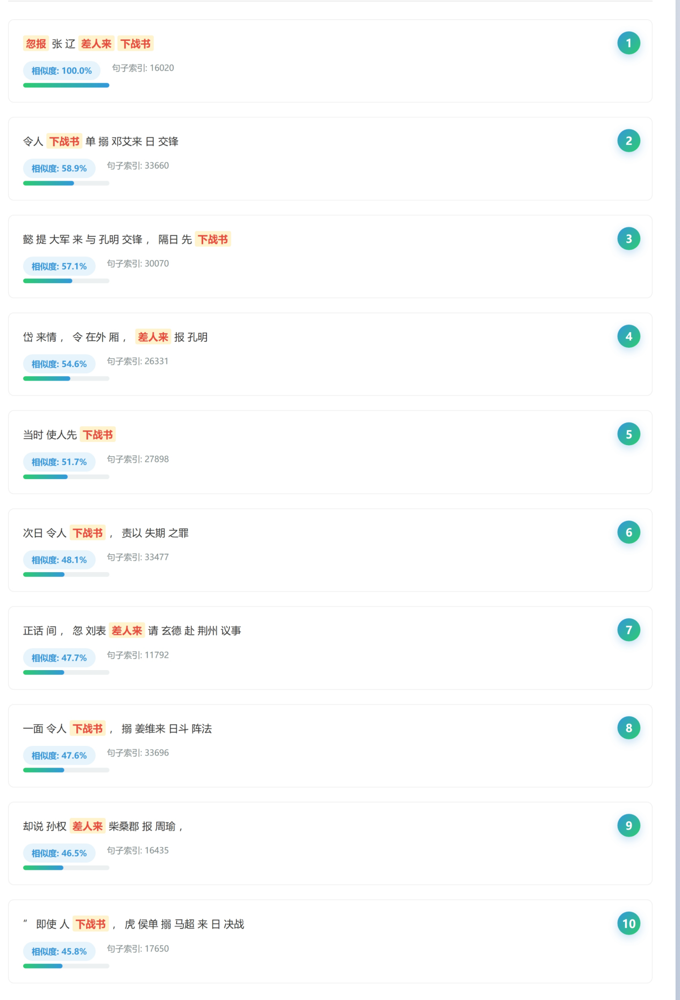 忽报 张 辽 差人来 下战书
1
相似度: 100.0% 句子索引: 16020
令人 下战书 单 搦 邓艾来 日 交锋
2
相似度: 58.9% 句子索引: 33660
懿 提 大军 来 与 孔明 交锋 , 隔日 先 下战书
3
相似度: 57.1% 句子索引: 30070
岱 来情 , 令 在外 厢 , 差人来 报 孔明
4
相似度: 54.6% 句子索引: 26331
当时 使人先 下战书
5
相似度: 51.7% 句子索引: 27898
次日 令人 下战书 , 责以 失期 之罪
6
相似度: 48.1% 句子索引: 33477
正话 间 , 忽 刘表 差人来 请 玄德 赴 荆州 议事
7
相似度: 47.7% 句子索引: 11792
一面 令人 下战书 , 搦 姜维来 日斗 阵法
8
相似度: 47.6% 句子索引: 33696
却说 孙权 差人来 柴桑郡 报 周瑜 ,
9
相似度: 46.5% 句子索引: 16435
” 即使 人 下战书 , 虎 侯单 搦 马超 来 日 决战
10
相似度: 45.8% 句子索引: 17650